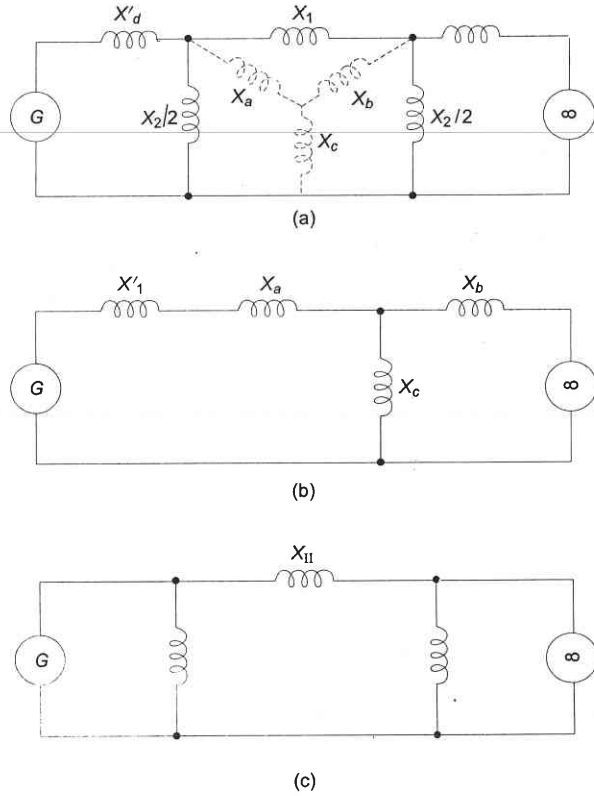 X'd X1
G X2/2 Xa Xb Xc X2/2 ∞
(a)
X'1 Xa Xb
G Xc ∞
(b)
XII
G ∞
(c)